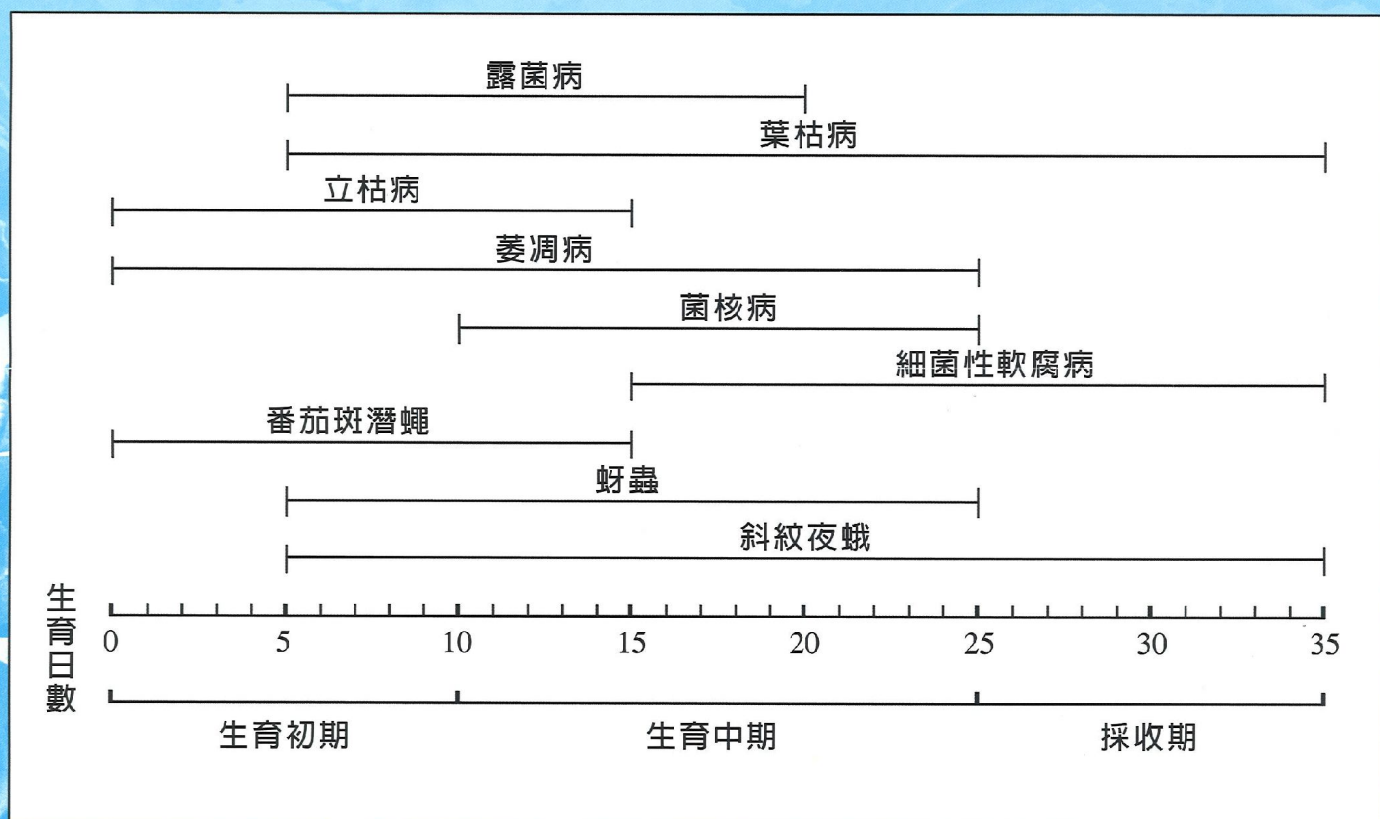 露菌病
葉枯病
立枯病
萎凋病
菌核病
細菌性軟腐病
番茄斑潛蠅
蚜蟲
斜紋夜蛾
生育日數
0 5 10 15 20 25 30 35
生育初期 生育中期 採收期